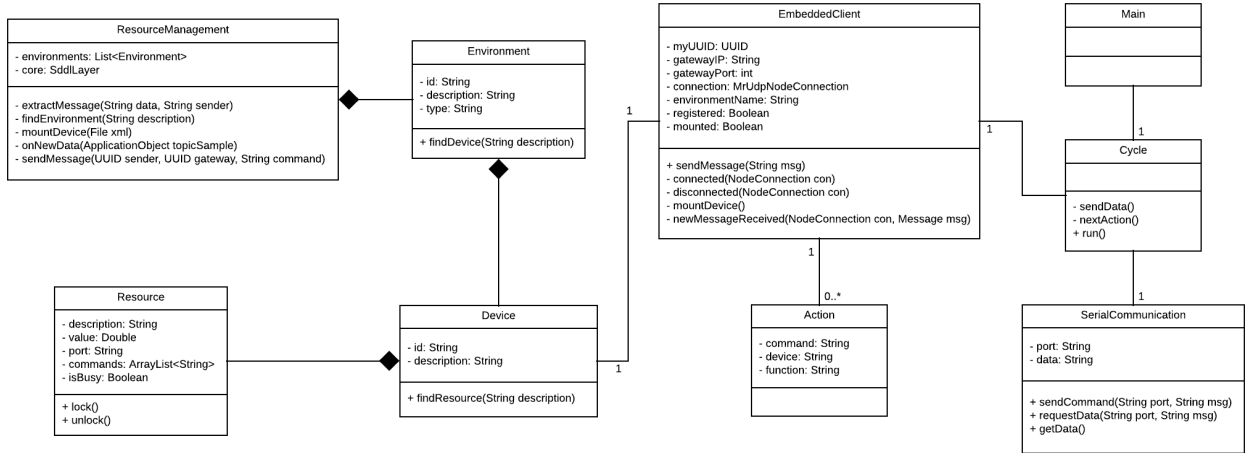 ResourceManagement
- environments: List<Environment>
- core: SddlLayer
- extractMessage(String data, String sender)
- findEnvironment(String description)
- mountDevice(File xml)
- onNewData(ApplicationObject topicSample)
- sendMessage(UUID sender, UUID gateway, String command)
Environment
- id: String
- description: String
- type: String
+ findDevice(String description)
EmbeddedClient
- myUUID: UUID
- gatewayIP: String
- gatewayPort: int
- connection: MrUdpNodeConnection
- environmentName: String
- registered: Boolean
- mounted: Boolean
+ sendMessage(String msg)
- connected(NodeConnection con)
- disconnected(NodeConnection con)
- mountDevice()
- newMessageReceived(NodeConnection con, Message msg)
1
1
1
Main
1
Cycle
- sendData()
- nextAction()
+ run()
Resource
- description: String
- value: Double
- port: String
- commands: ArrayList<String>
- isBusy: Boolean
+ lock()
+ unlock()
Device
- id: String
- description: String
+ findResource(String description)
1
0..*
Action
- command: String
- device: String
- function: String
1
SerialCommunication
- port: String
- data: String
+ sendCommand(String port, String msg)
+ requestData(String port, String msg)
+ getData()